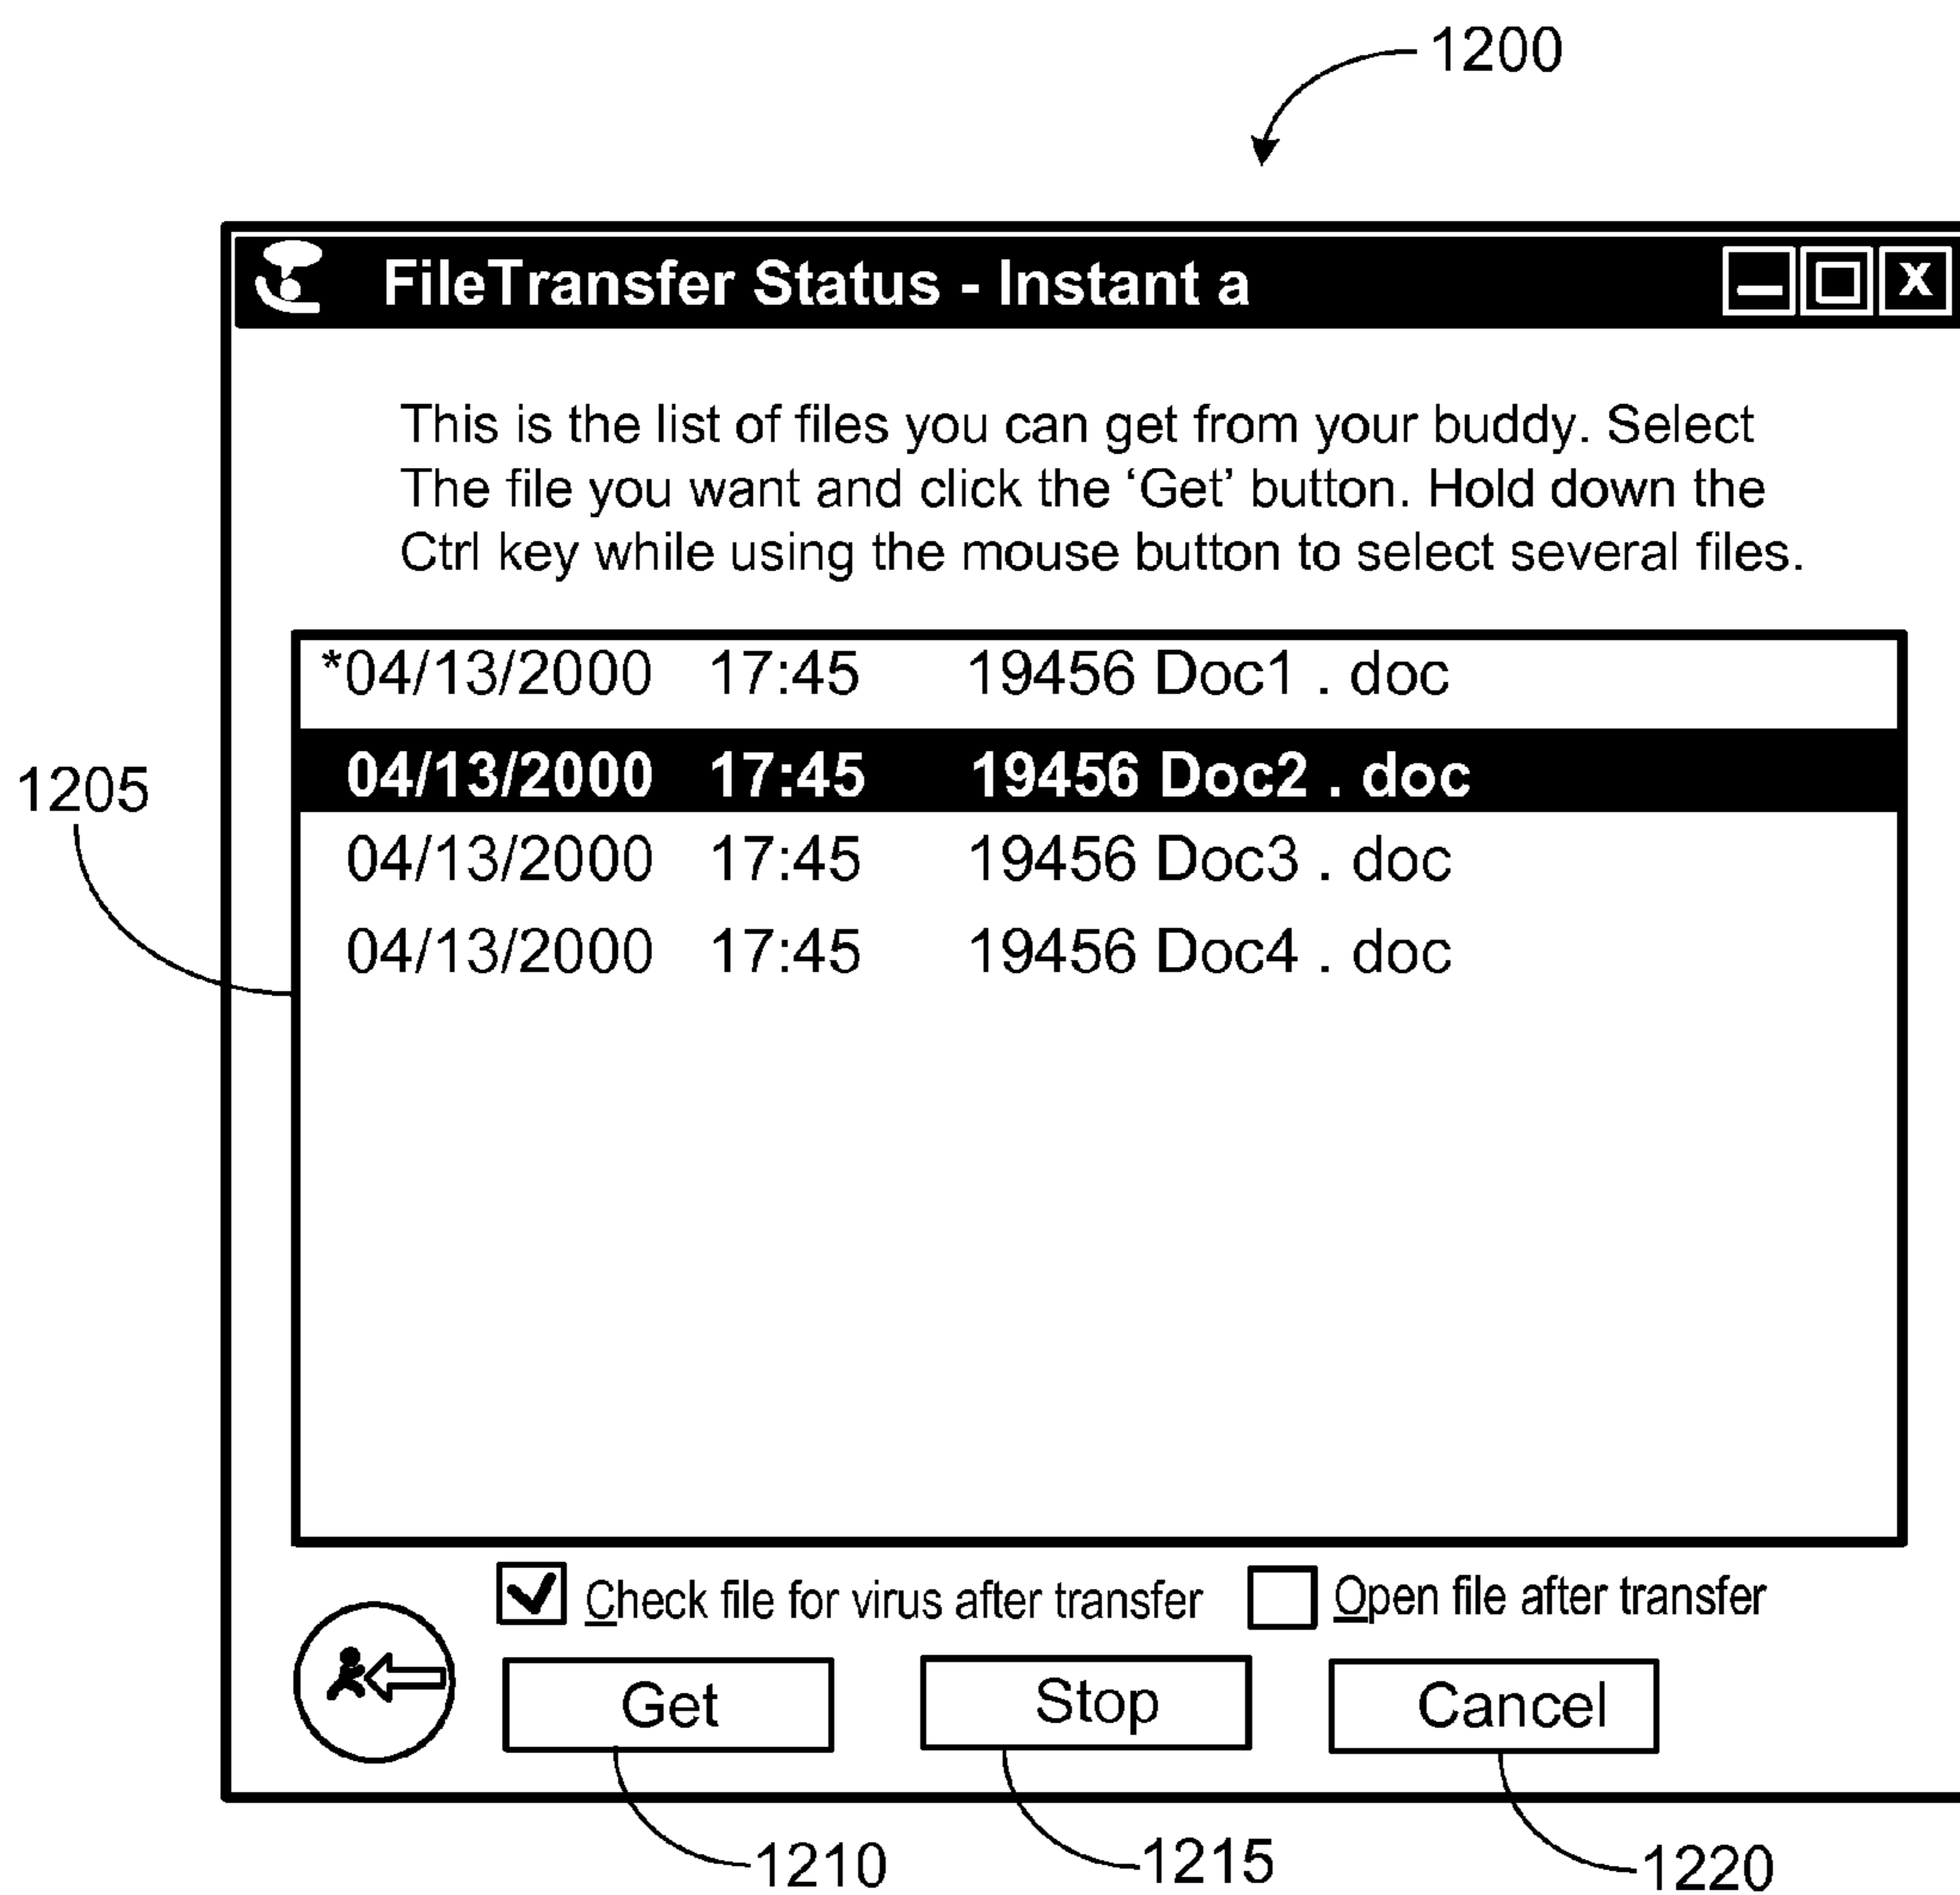 1200
FileTransfer Status - Instant a
X
This is the list of files you can get from your buddy. Select
The file you want and click the ‘Get’ button. Hold down the
Ctrl key while using the mouse button to select several files.
*04/13/2000 17:45 19456 Doc1 . doc
04/13/2000 17:45 19456 Doc2 . doc
1205
04/13/2000 17:45 19456 Doc3 . doc
04/13/2000 17:45 19456 Doc4 . doc
Check file for virus after transfer Open file after transfer
Get Stop Cancel
1210 1215 1220